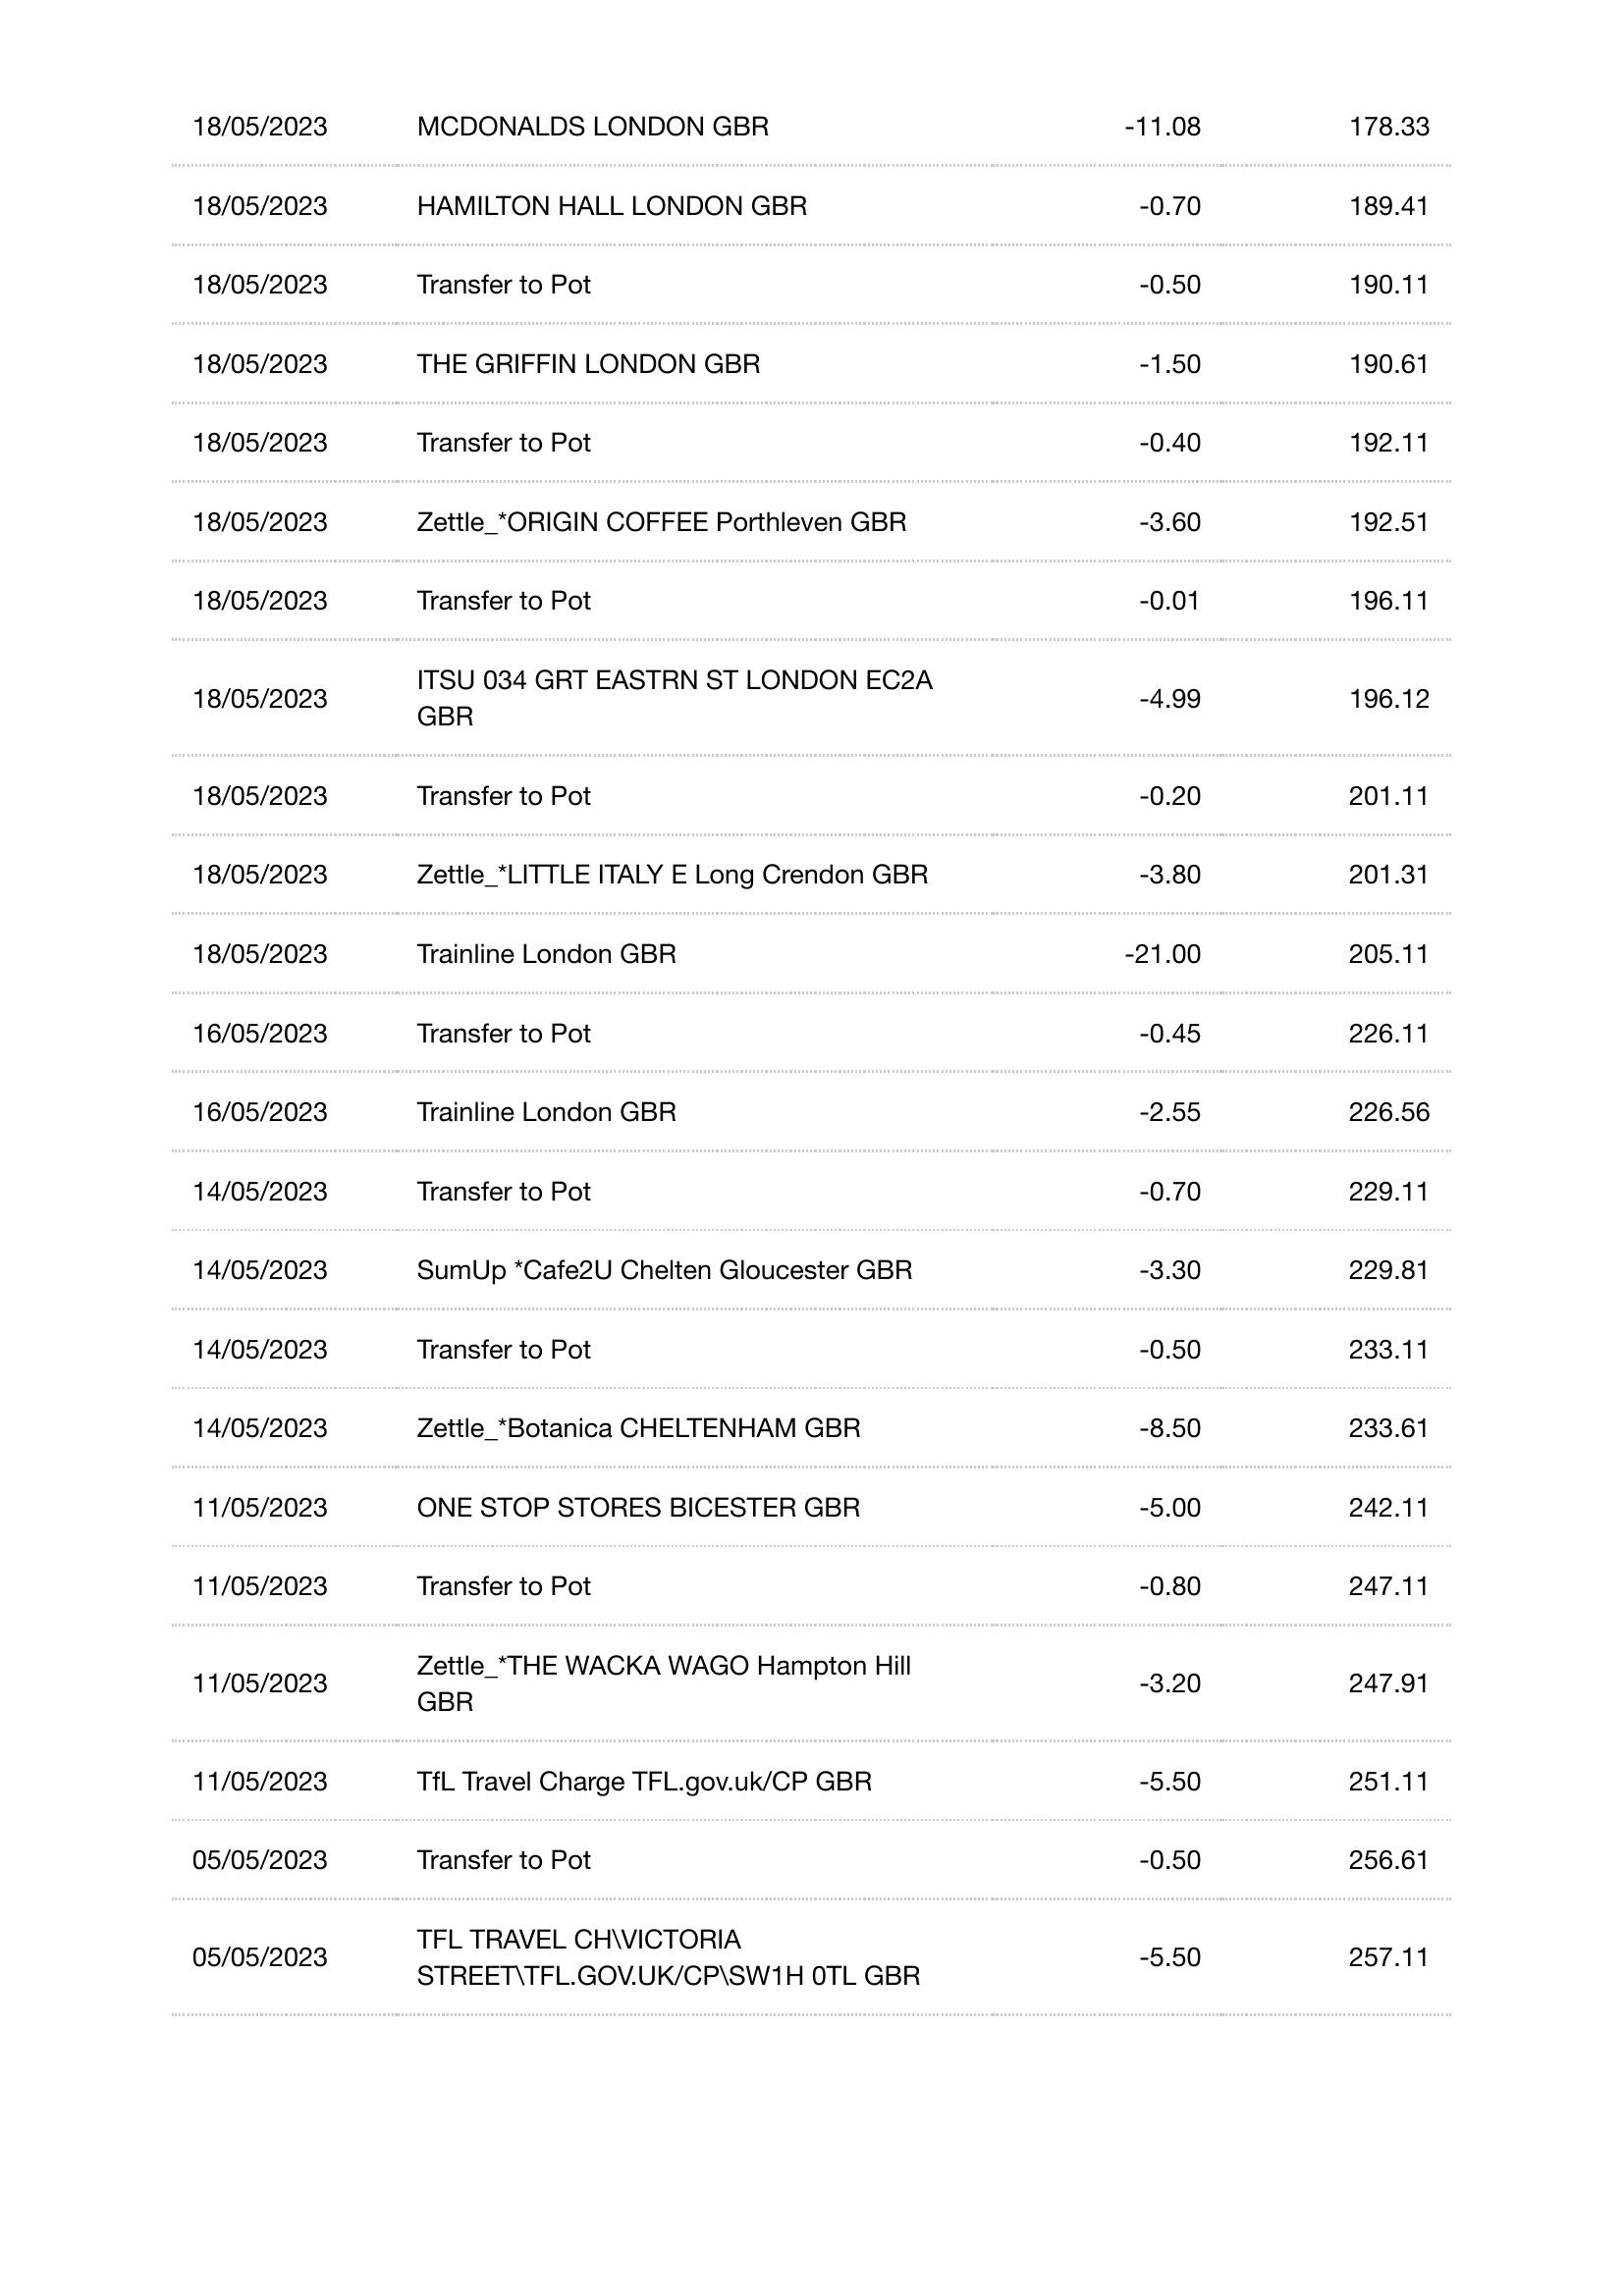 18/05/2023 MCDONALDS LONDON GBR -11.08 178.33
18/05/2023 HAMILTON HALL LONDON GBR -0.70 189.41
18/05/2023 Transfer to Pot -0.50 190.11
18/05/2023 THE GRIFFIN LONDON GBR -1.50 190.61
18/05/2023 Transfer to Pot -0.40 192.11
18/05/2023 Zettle_*ORIGIN COFFEE Porthleven GBR -3.60 192.51
18/05/2023 Transfer to Pot -0.01 196.11
ITSU 034 GRT EASTRN ST LONDON EC2A
18/05/2023 -4.99 196.12
GBR
18/05/2023 Transfer to Pot -0.20 201.11
18/05/2023 Zettle_*LITTLE ITALY E Long Crendon GBR -3.80 201.31
18/05/2023 Trainline London GBR -21.00 205.11
16/05/2023 Transfer to Pot -0.45 226.11
16/05/2023 Trainline London GBR -2.55 226.56
14/05/2023 Transfer to Pot -0.70 229.11
14/05/2023 SumUp *Cafe2U Chelten Gloucester GBR -3.30 229.81
14/05/2023 Transfer to Pot -0.50 233.11
14/05/2023 Zettle_*Botanica CHELTENHAM GBR -8.50 233.61
11/05/2023 ONE STOP STORES BICESTER GBR -5.00 242.11
11/05/2023 Transfer to Pot -0.80 247.11
Zettle_*THE WACKA WAGO Hampton Hill
11/05/2023 -3.20 247.91
GBR
11/05/2023 TfL Travel Charge TFL.gov.uk/CP GBR -5.50 251.11
05/05/2023 Transfer to Pot -0.50 256.61
TFL TRAVEL CH\VICTORIA
05/05/2023 -5.50 257.11
STREET\TFL.GOV.UK/CP\SW1H 0TL GBR